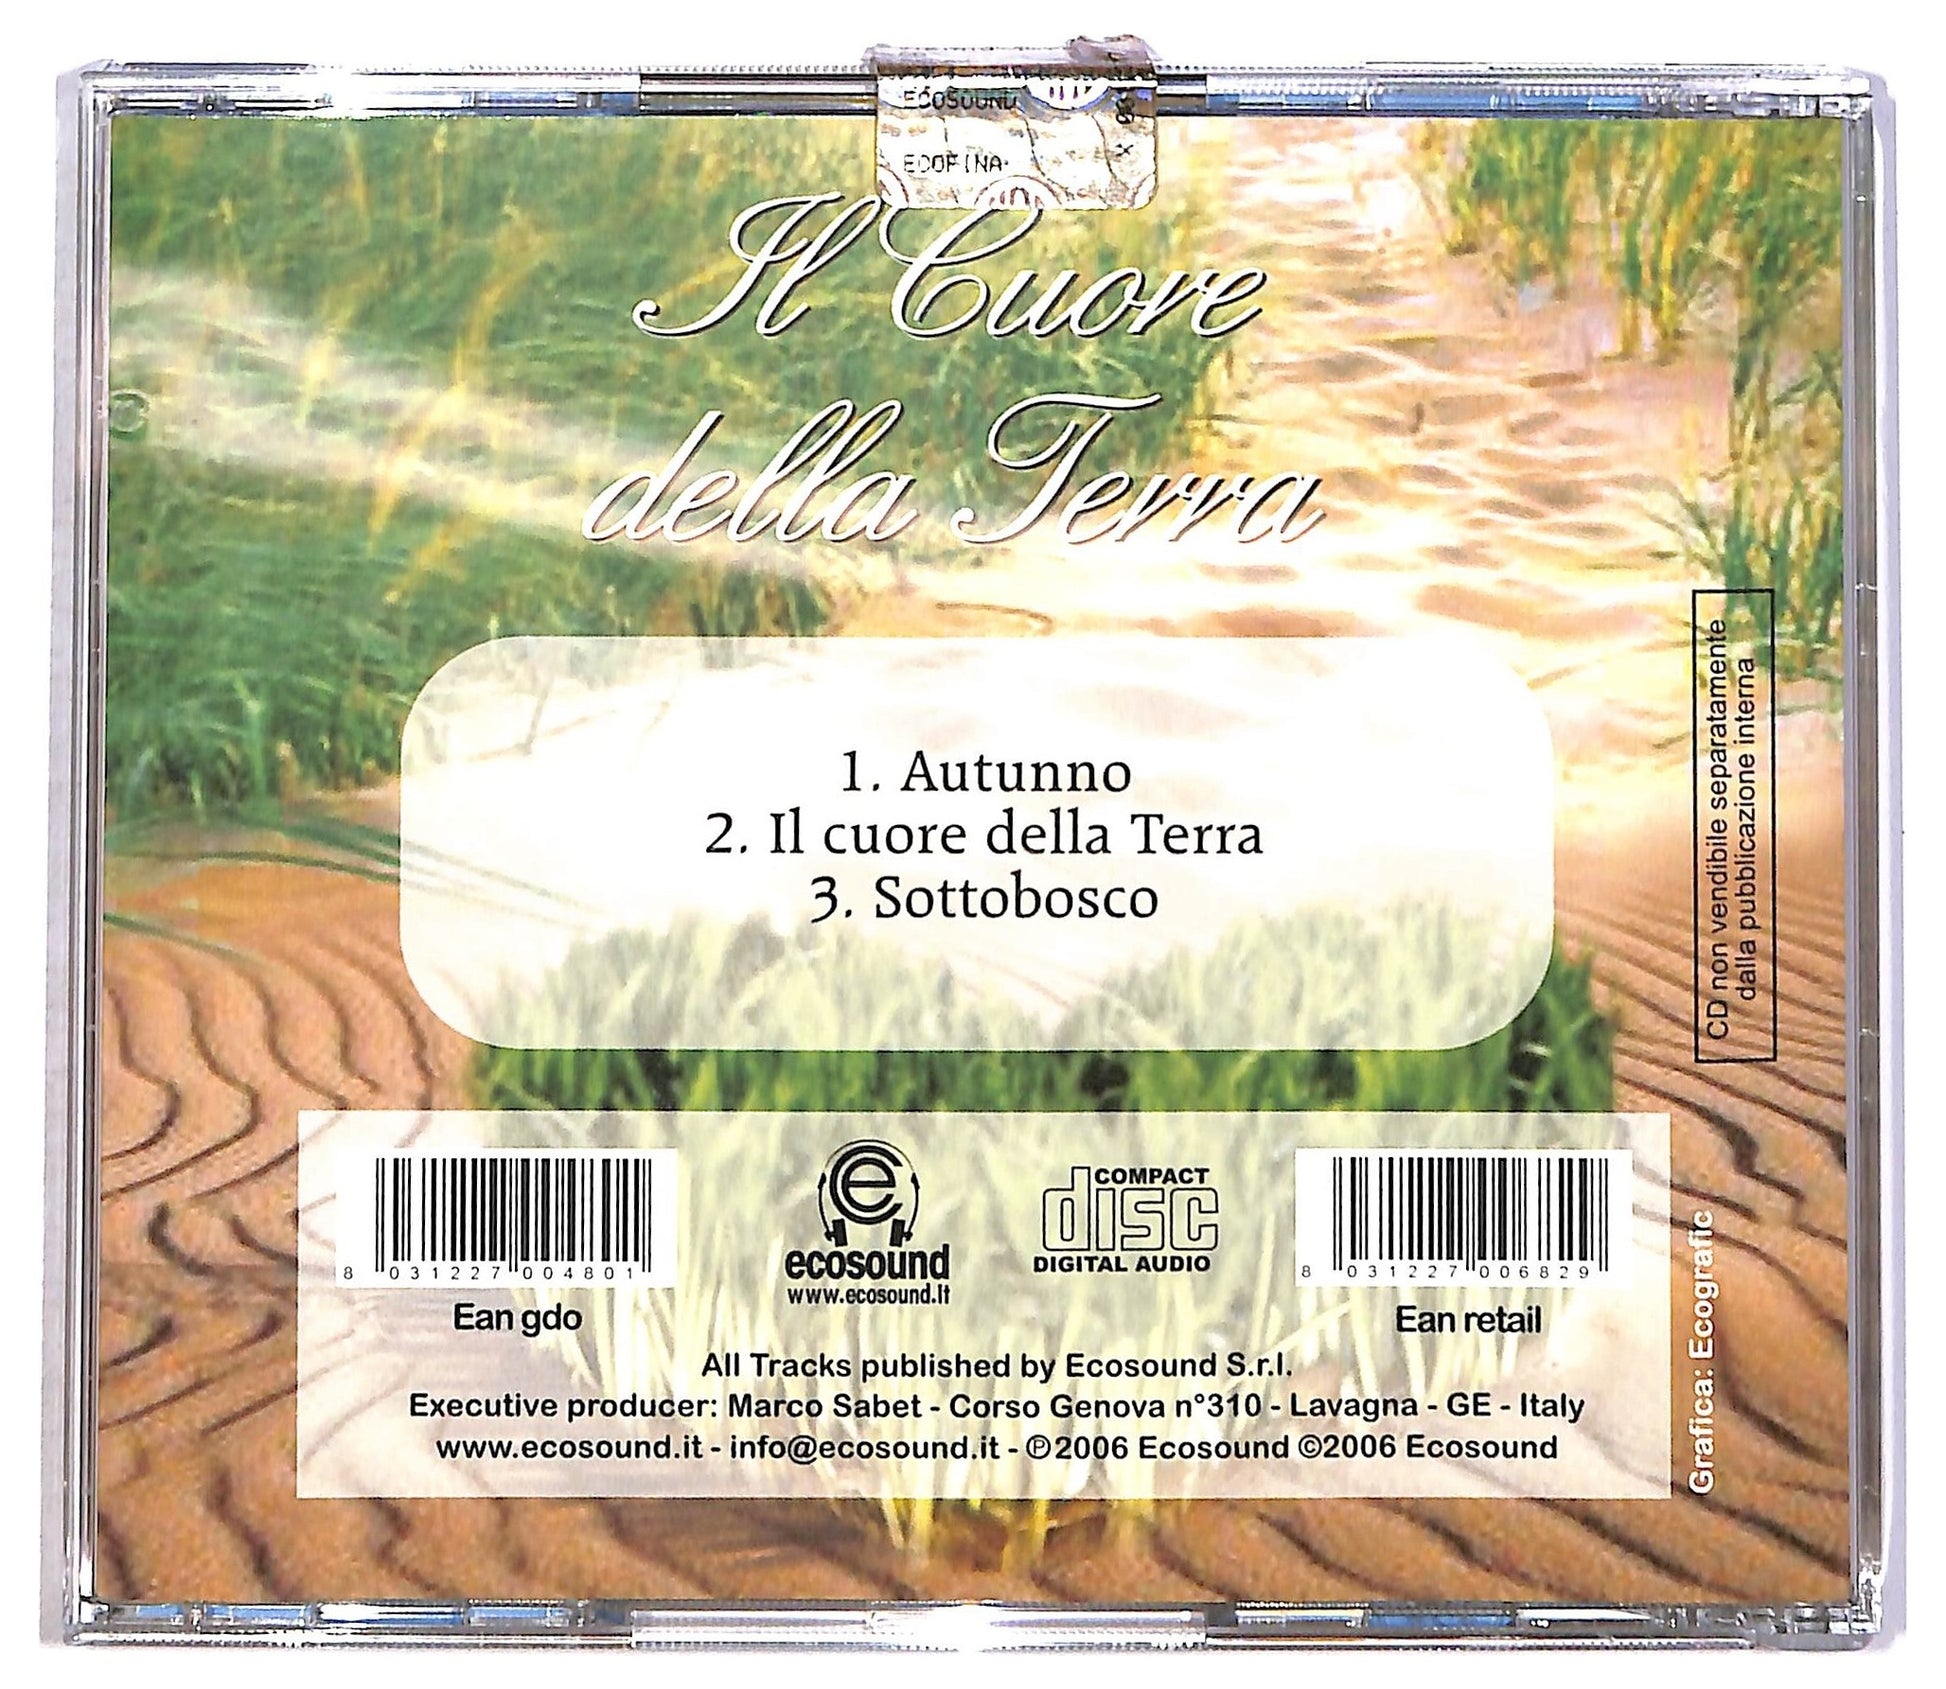 ECOSOUND
ECOFINA
Il Cuore
della Terra
1. Autunno
2. Il cuore della Terra
3. Sottobosco
CD non vendibile separatamente
dalla pubblicazione interna
8 031227 004801
Ean gdo
e
ecosound
www.ecosound.it
COMPACT
disc
DIGITAL AUDIO
8 031227 006829
Ean retail
All Tracks published by Ecosound S.r.l.
Executive producer: Marco Sabet - Corso Genova n°310 - Lavagna - GE - Italy
www.ecosound.it - info@ecosound.it - ℗2006 Ecosound ©2006 Ecosound
Grafica: Ecografic